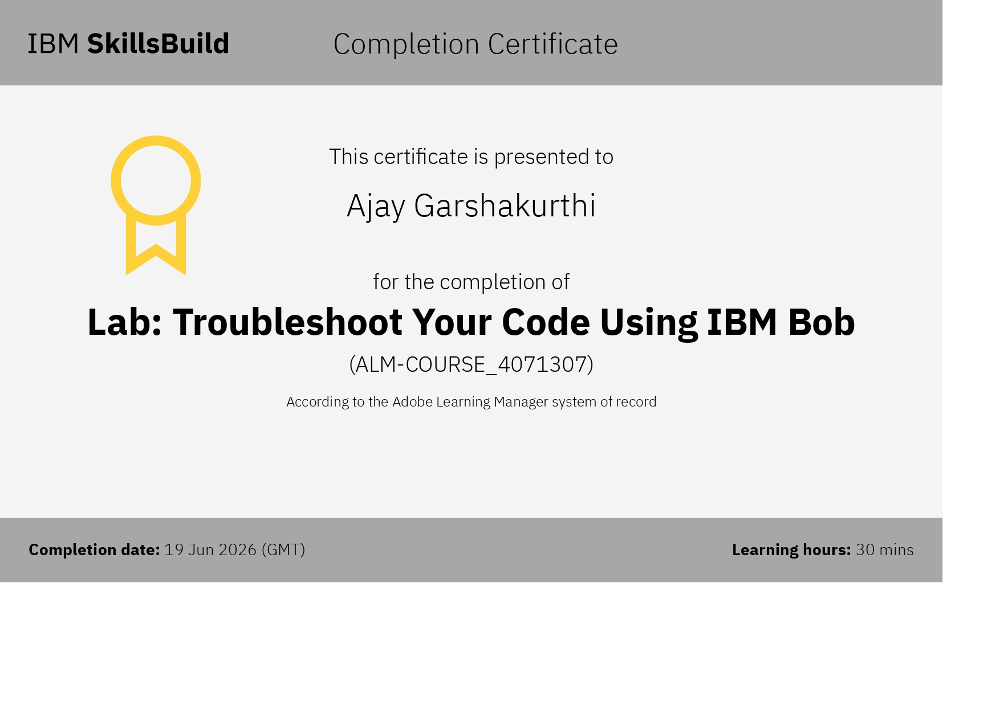 IBM SkillsBuild
Completion Certificate
This certificate is presented to
Ajay Garshakurthi
for the completion of
Lab: Troubleshoot Your Code Using IBM Bob
(ALM-COURSE_4071307)
According to the Adobe Learning Manager system of record
Completion date: 19 Jun 2026 (GMT)
Learning hours: 30 mins